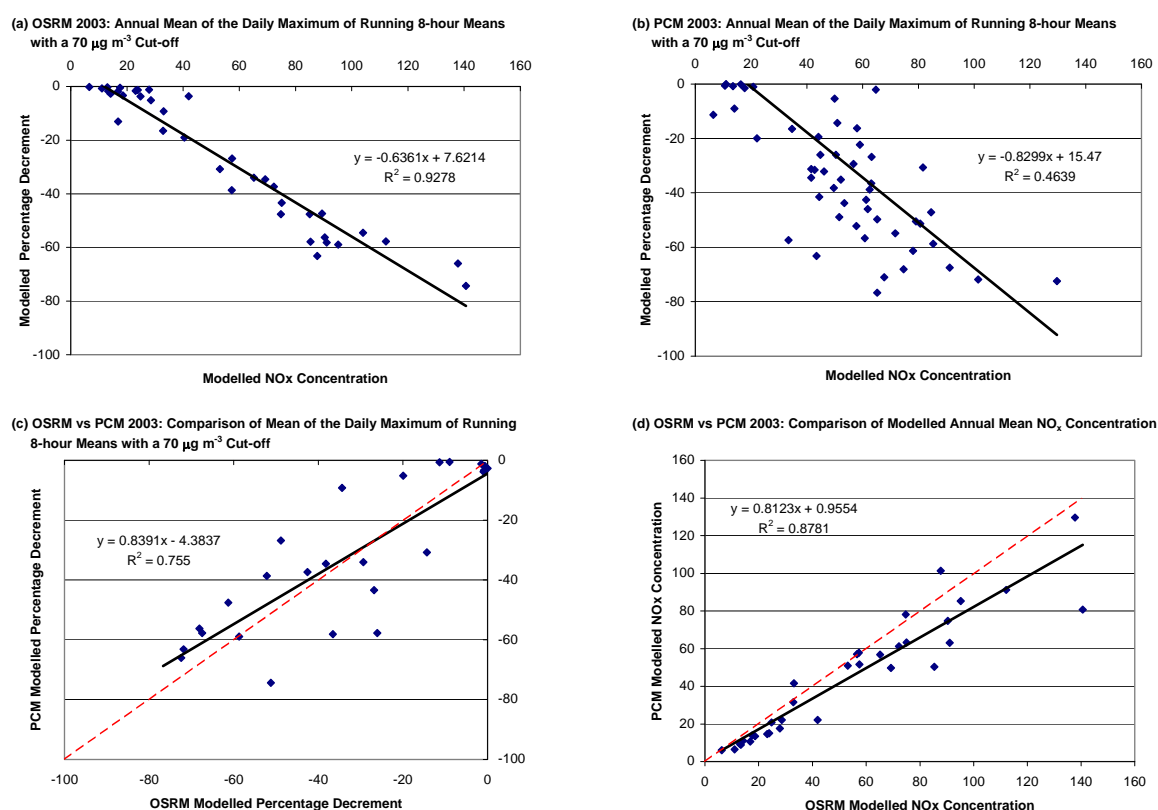 (a) OSRM 2003: Annual Mean of the Daily Maximum of Running 8-hour Means
with a 70 µg m-3 Cut-off
0 20 40 60 80 100 120 140 160
0
-20
-40
-60
-80
-100
Modelled Percentage Decrement
y = -0.6361x + 7.6214
R2 = 0.9278
Modelled NOx Concentration
(b) PCM 2003: Annual Mean of the Daily Maximum of Running 8-hour Means
with a 70 µg m-3 Cut-off
0 20 40 60 80 100 120 140 160
0
-20
-40
-60
-80
-100
Modelled Percentage Decrement
y = -0.8299x + 15.47
R2 = 0.4639
Modelled NOx Concentration
(c) OSRM vs PCM 2003: Comparison of Mean of the Daily Maximum of Running
8-hour Means with a 70 µg m-3 Cut-off
0
-20
-40
-60
-80
-100
PCM Modelled Percentage Decrement
y = 0.8391x - 4.3837
R2 = 0.755
-100 -80 -60 -40 -20 0
OSRM Modelled Percentage Decrement
(d) OSRM vs PCM 2003: Comparison of Modelled Annual Mean NOx Concentration
160
140
120
100
80
60
40
20
0
PCM Modelled NOx Concentration
y = 0.8123x + 0.9554
R2 = 0.8781
0 20 40 60 80 100 120 140 160
OSRM Modelled NOx Concentration